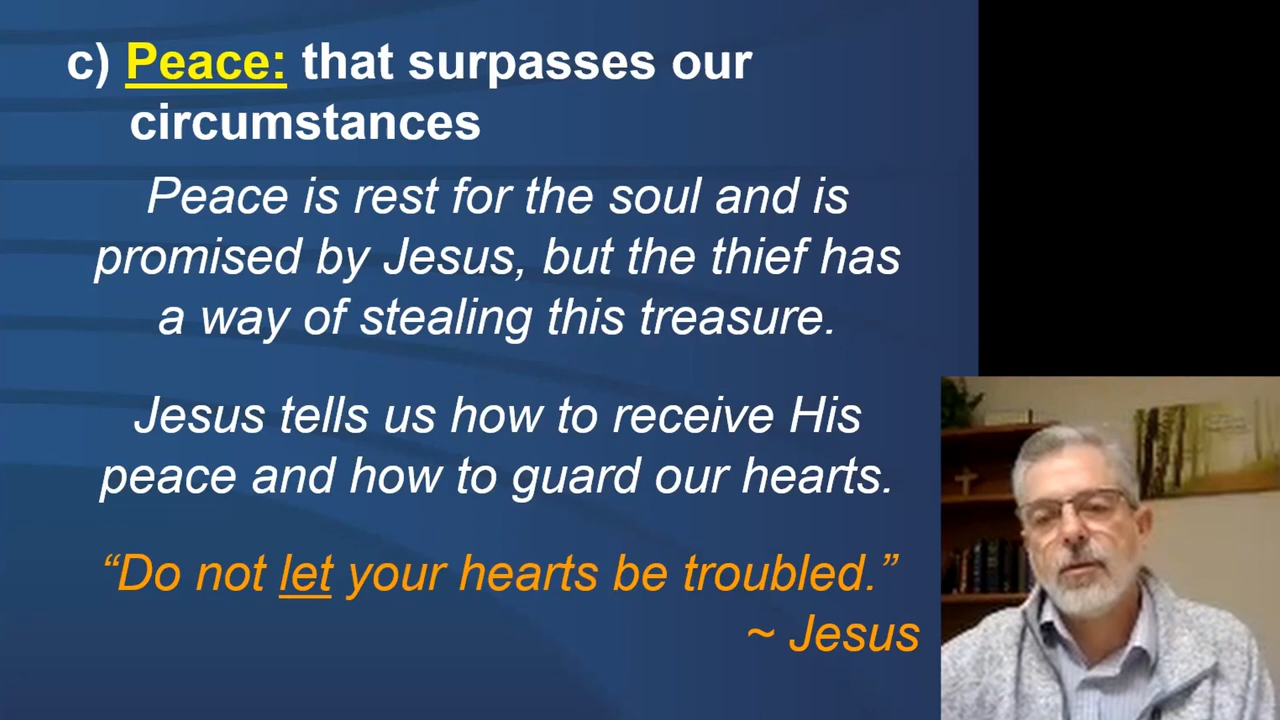 c) Peace: that surpasses our
circumstances
Peace is rest for the soul and is
promised by Jesus, but the thief has
a way of stealing this treasure.
Jesus tells us how to receive His
peace and how to guard our hearts.
“Do not let your hearts be troubled.”
~ Jesus